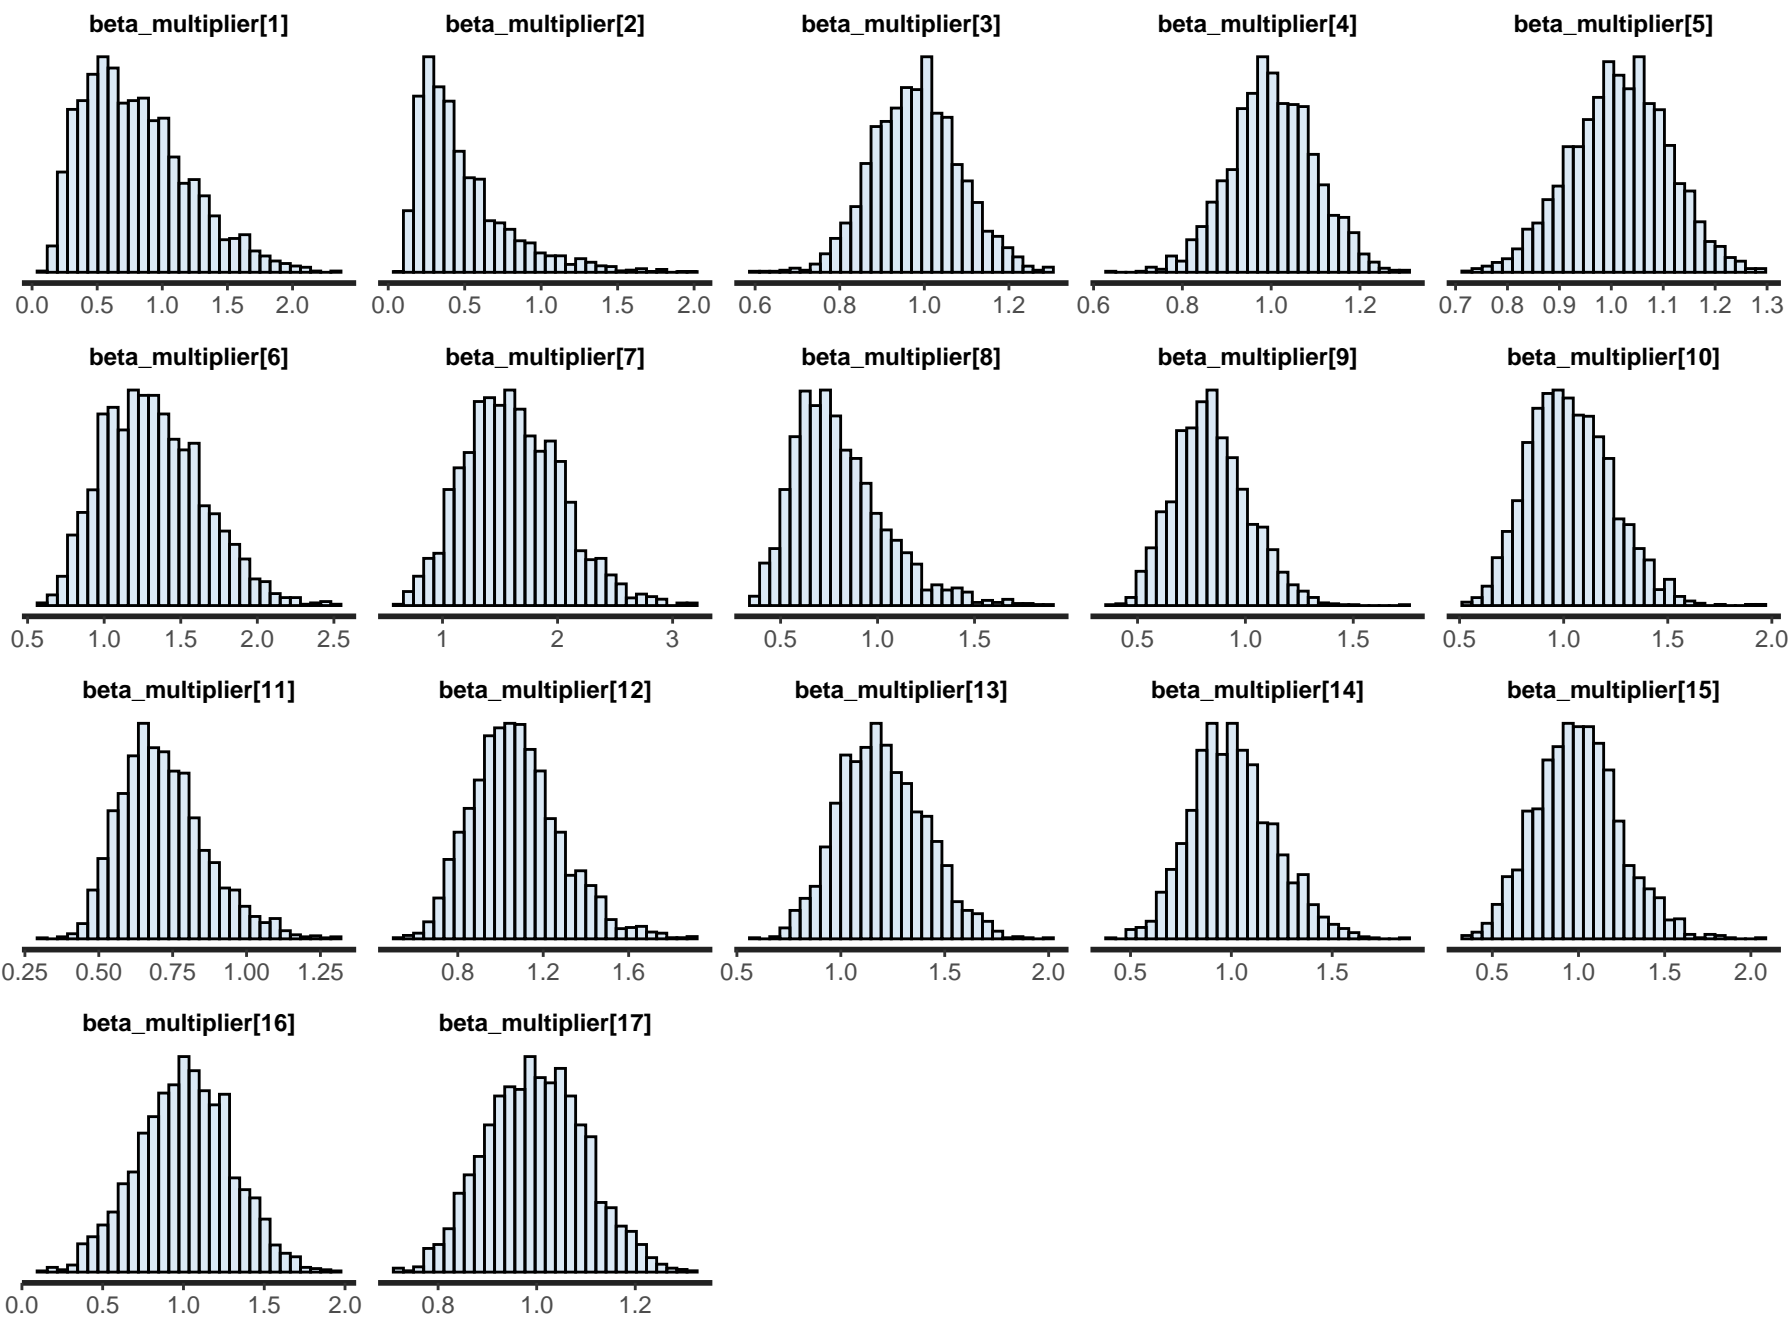 beta_multiplier[1] beta_multiplier[2] beta_multiplier[3] beta_multiplier[4] beta_multiplier[5]
0.0 0.5 1.0 1.5 2.0 0.0 0.5 1.0 1.5 2.0 0.6 0.8 1.0 1.2 0.6 0.8 1.0 1.2 0.7 0.8 0.9 1.0 1.1 1.2 1.3
beta_multiplier[6] beta_multiplier[7] beta_multiplier[8] beta_multiplier[9] beta_multiplier[10]
0.5 1.0 1.5 2.0 2.5 1 2 3 0.5 1.0 1.5 0.5 1.0 1.5 0.5 1.0 1.5 2.0
beta_multiplier[11] beta_multiplier[12] beta_multiplier[13] beta_multiplier[14] beta_multiplier[15]
0.25 0.50 0.75 1.00 1.25 0.8 1.2 1.6 0.5 1.0 1.5 2.0 0.5 1.0 1.5 0.5 1.0 1.5 2.0
beta_multiplier[16] beta_multiplier[17]
0.0 0.5 1.0 1.5 2.0 0.8 1.0 1.2